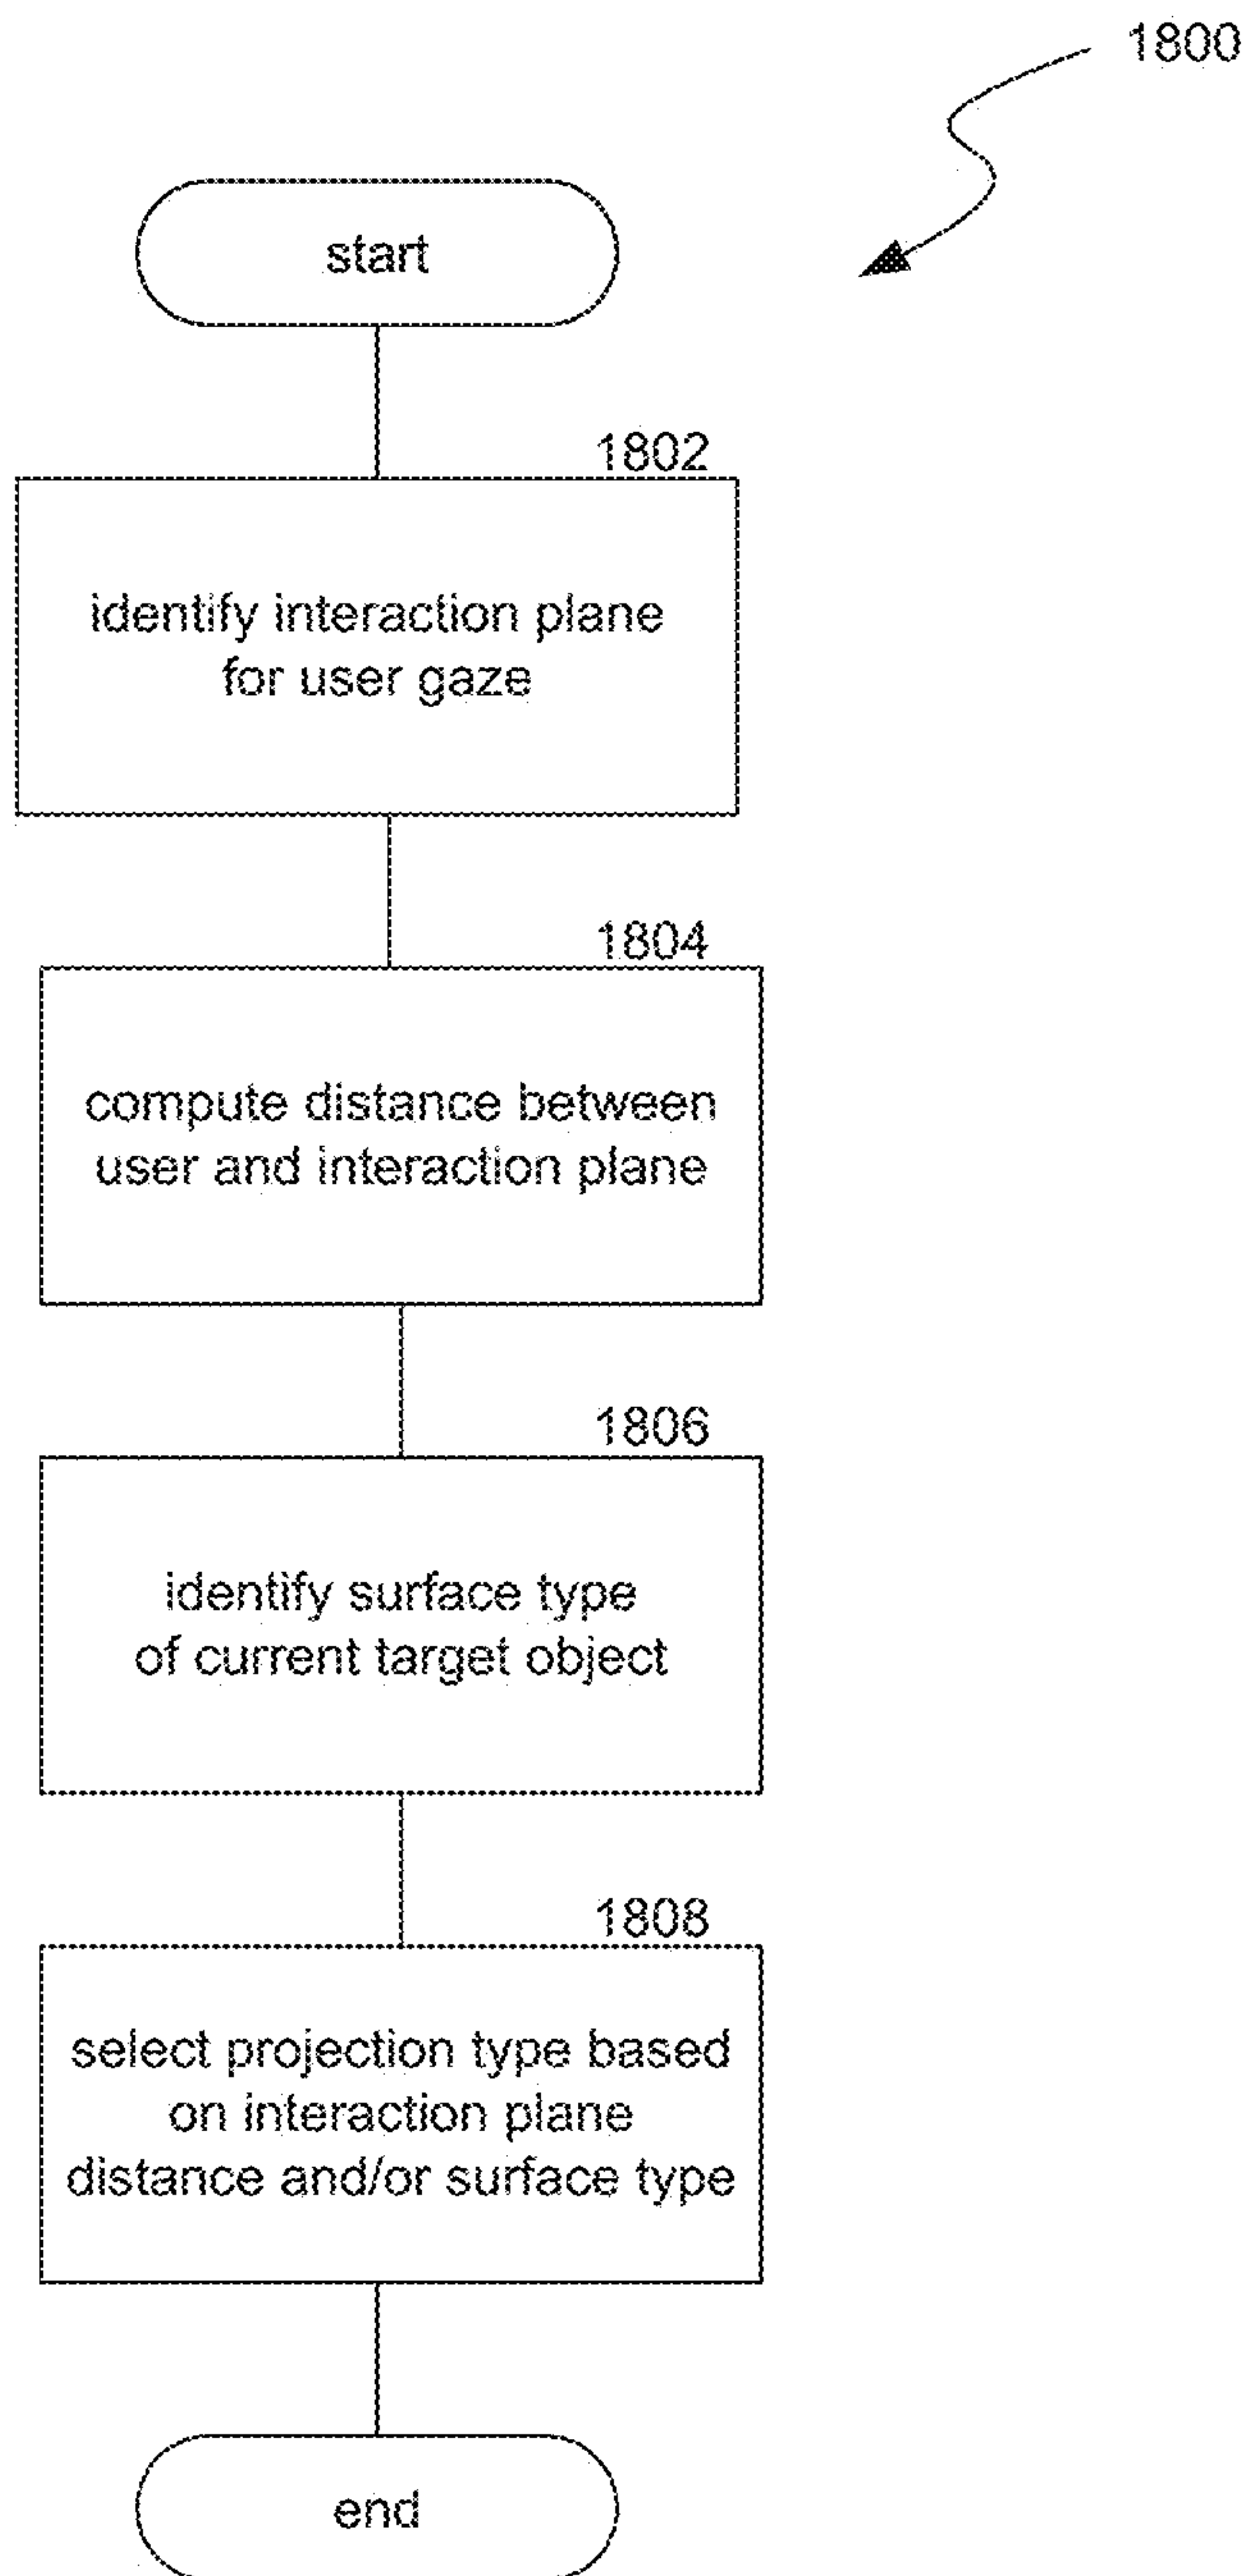 1800
start
1802
identify interaction plane
for user gaze
1804
compute distance between
user and interaction plane
1806
identify surface type
of current target object
1808
select projection type based
on interaction plane
distance and/or surface type
end